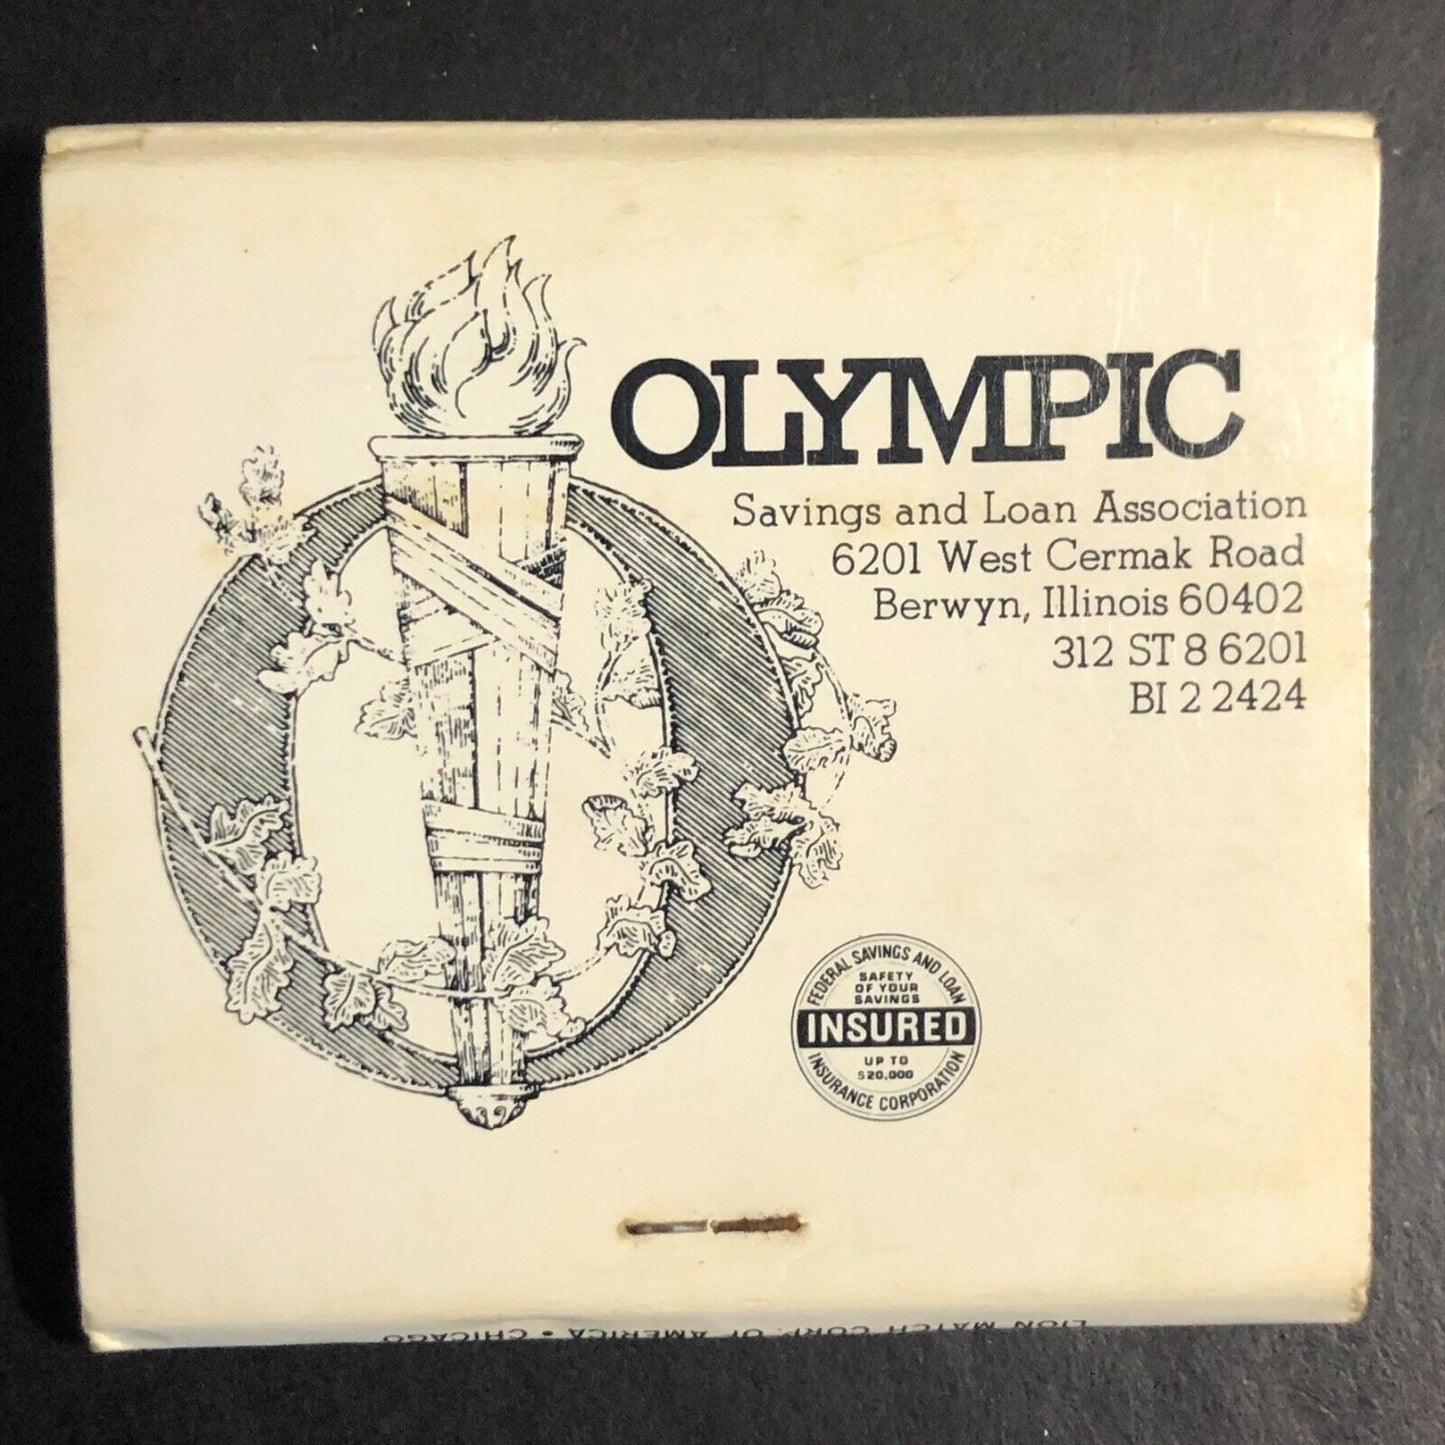 OLYMPIC
Savings and Loan Association
6201 West Cermak Road
Berwyn, Illinois 60402
312 ST 8 6201
BI 2 2424
FEDERAL SAVINGS AND LOAN
SAFETY
OF YOUR
SAVINGS
INSURED
UP TO
$20,000
INSURANCE CORPORATION
LION MATCH CORP. OF AMERICA • CHICAGO